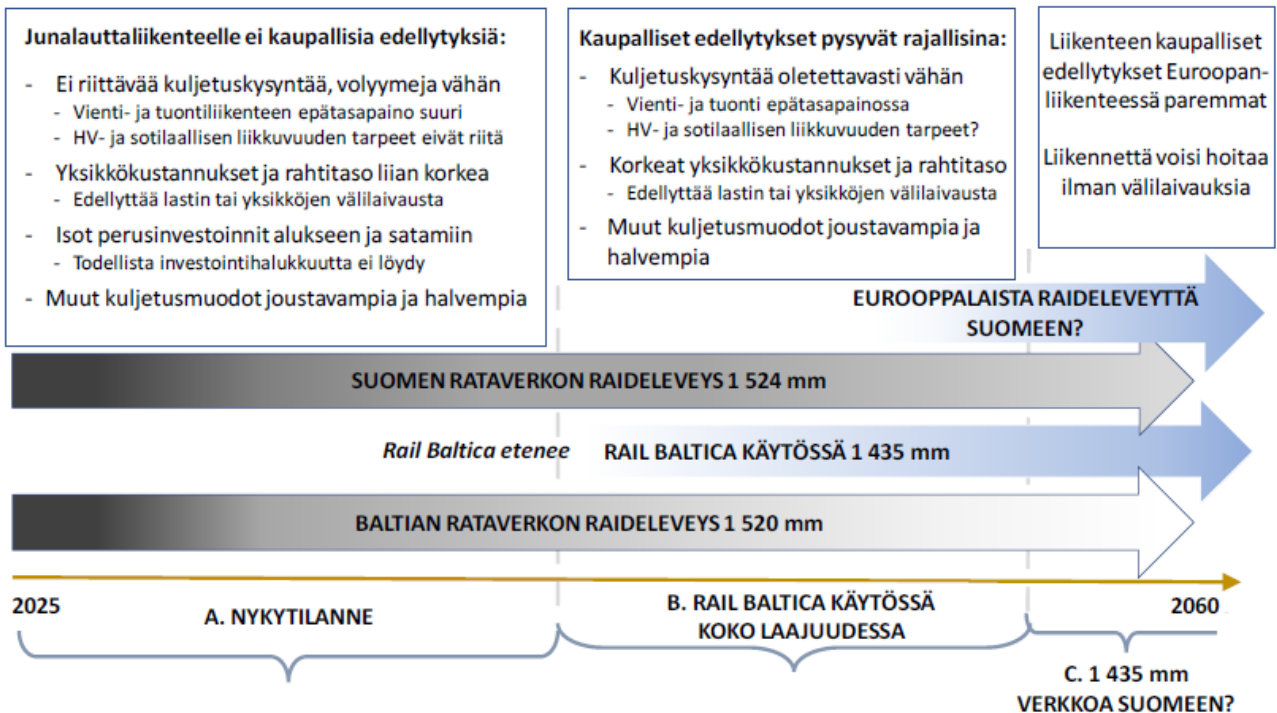 Junalauttaliikenteelle ei kaupallisia edellytyksiä:
- Ei riittävää kuljetuskysyntää, volyymeja vähän
- Vienti- ja tuontiliikenteen epätasapaino suuri
- HV- ja sotilaallisen liikkuvuuden tarpeet eivät riitä
- Yksikkökustannukset ja rahtitaso liian korkea
- Edellyttää lastin tai yksikköjen välilaivausta
- Isot perusinvestoinnit alukseen ja satamiin
- Todellista investointihalukkuutta ei löydy
- Muut kuljetusmuodot joustavampia ja halvempia
Kaupalliset edellytykset pysyvät rajallisina:
- Kuljetuskysyntää oletettavasti vähän
- Vienti- ja tuonti epätasapainossa
- HV- ja sotilaallisen liikkuvuuden tarpeet?
- Korkeat yksikkökustannukset ja rahtitaso
- Edellyttää lastin tai yksikköjen välilaivausta
- Muut kuljetusmuodot joustavampia ja
halvempia
Liikenteen kaupalliset
edellytykset Euroopan-
liikenteessä paremmat
Liikennettä voisi hoitaa
ilman välilaivauksia
EUROOPPALAISTA RAIDELEVEYTTÄ
SUOMEEN?
SUOMEN RATAVERKON RAIDELEVEYS 1 524 mm
Rail Baltica etenee
RAIL BALTICA KÄYTÖSSÄ 1 435 mm
BALTIAN RATAVERKON RAIDELEVEYS 1 520 mm
2025
A. NYKYTILANNE
B. RAIL BALTICA KÄYTÖSSÄ
KOKO LAAJUUDESSA
2060
C. 1 435 mm
VERKKOA SUOMEEN?